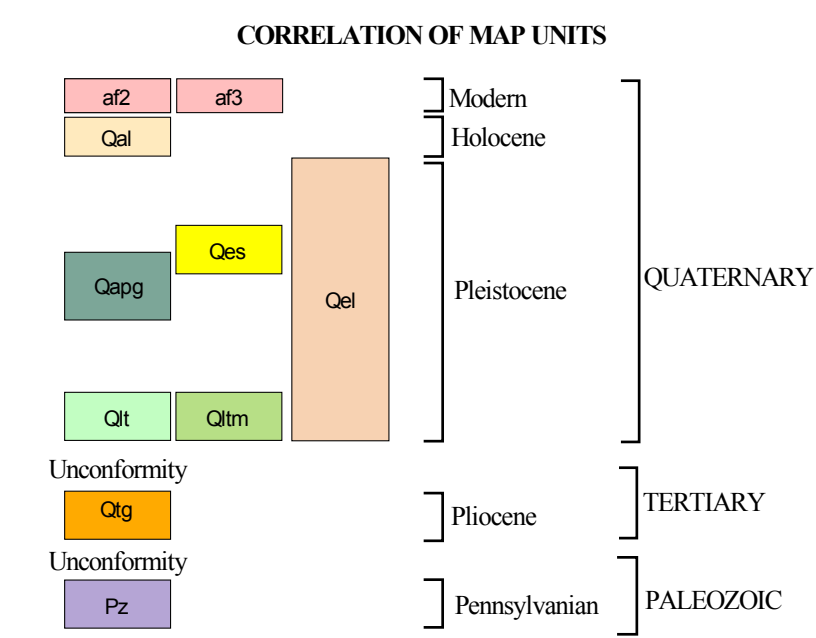 CORRELATION OF MAP UNITS
af2 af3 Modern
Qal Holocene
Qes
Qapg Qel Pleistocene QUATERNARY
Qlt Qltm
Unconformity
Qtg Pliocene TERTIARY
Unconformity
Pz Pennsylvanian PALEOZOIC